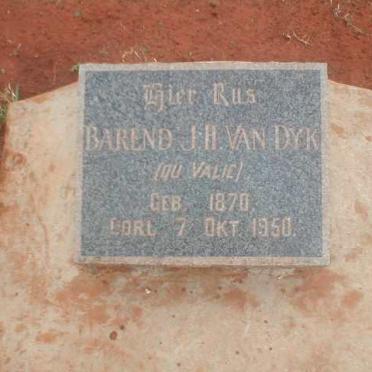 Hier Rus
BAREND J.H. VAN DYK
(OU VALIE)
GEB. 1870.
OORL. 7 OKT. 1950.